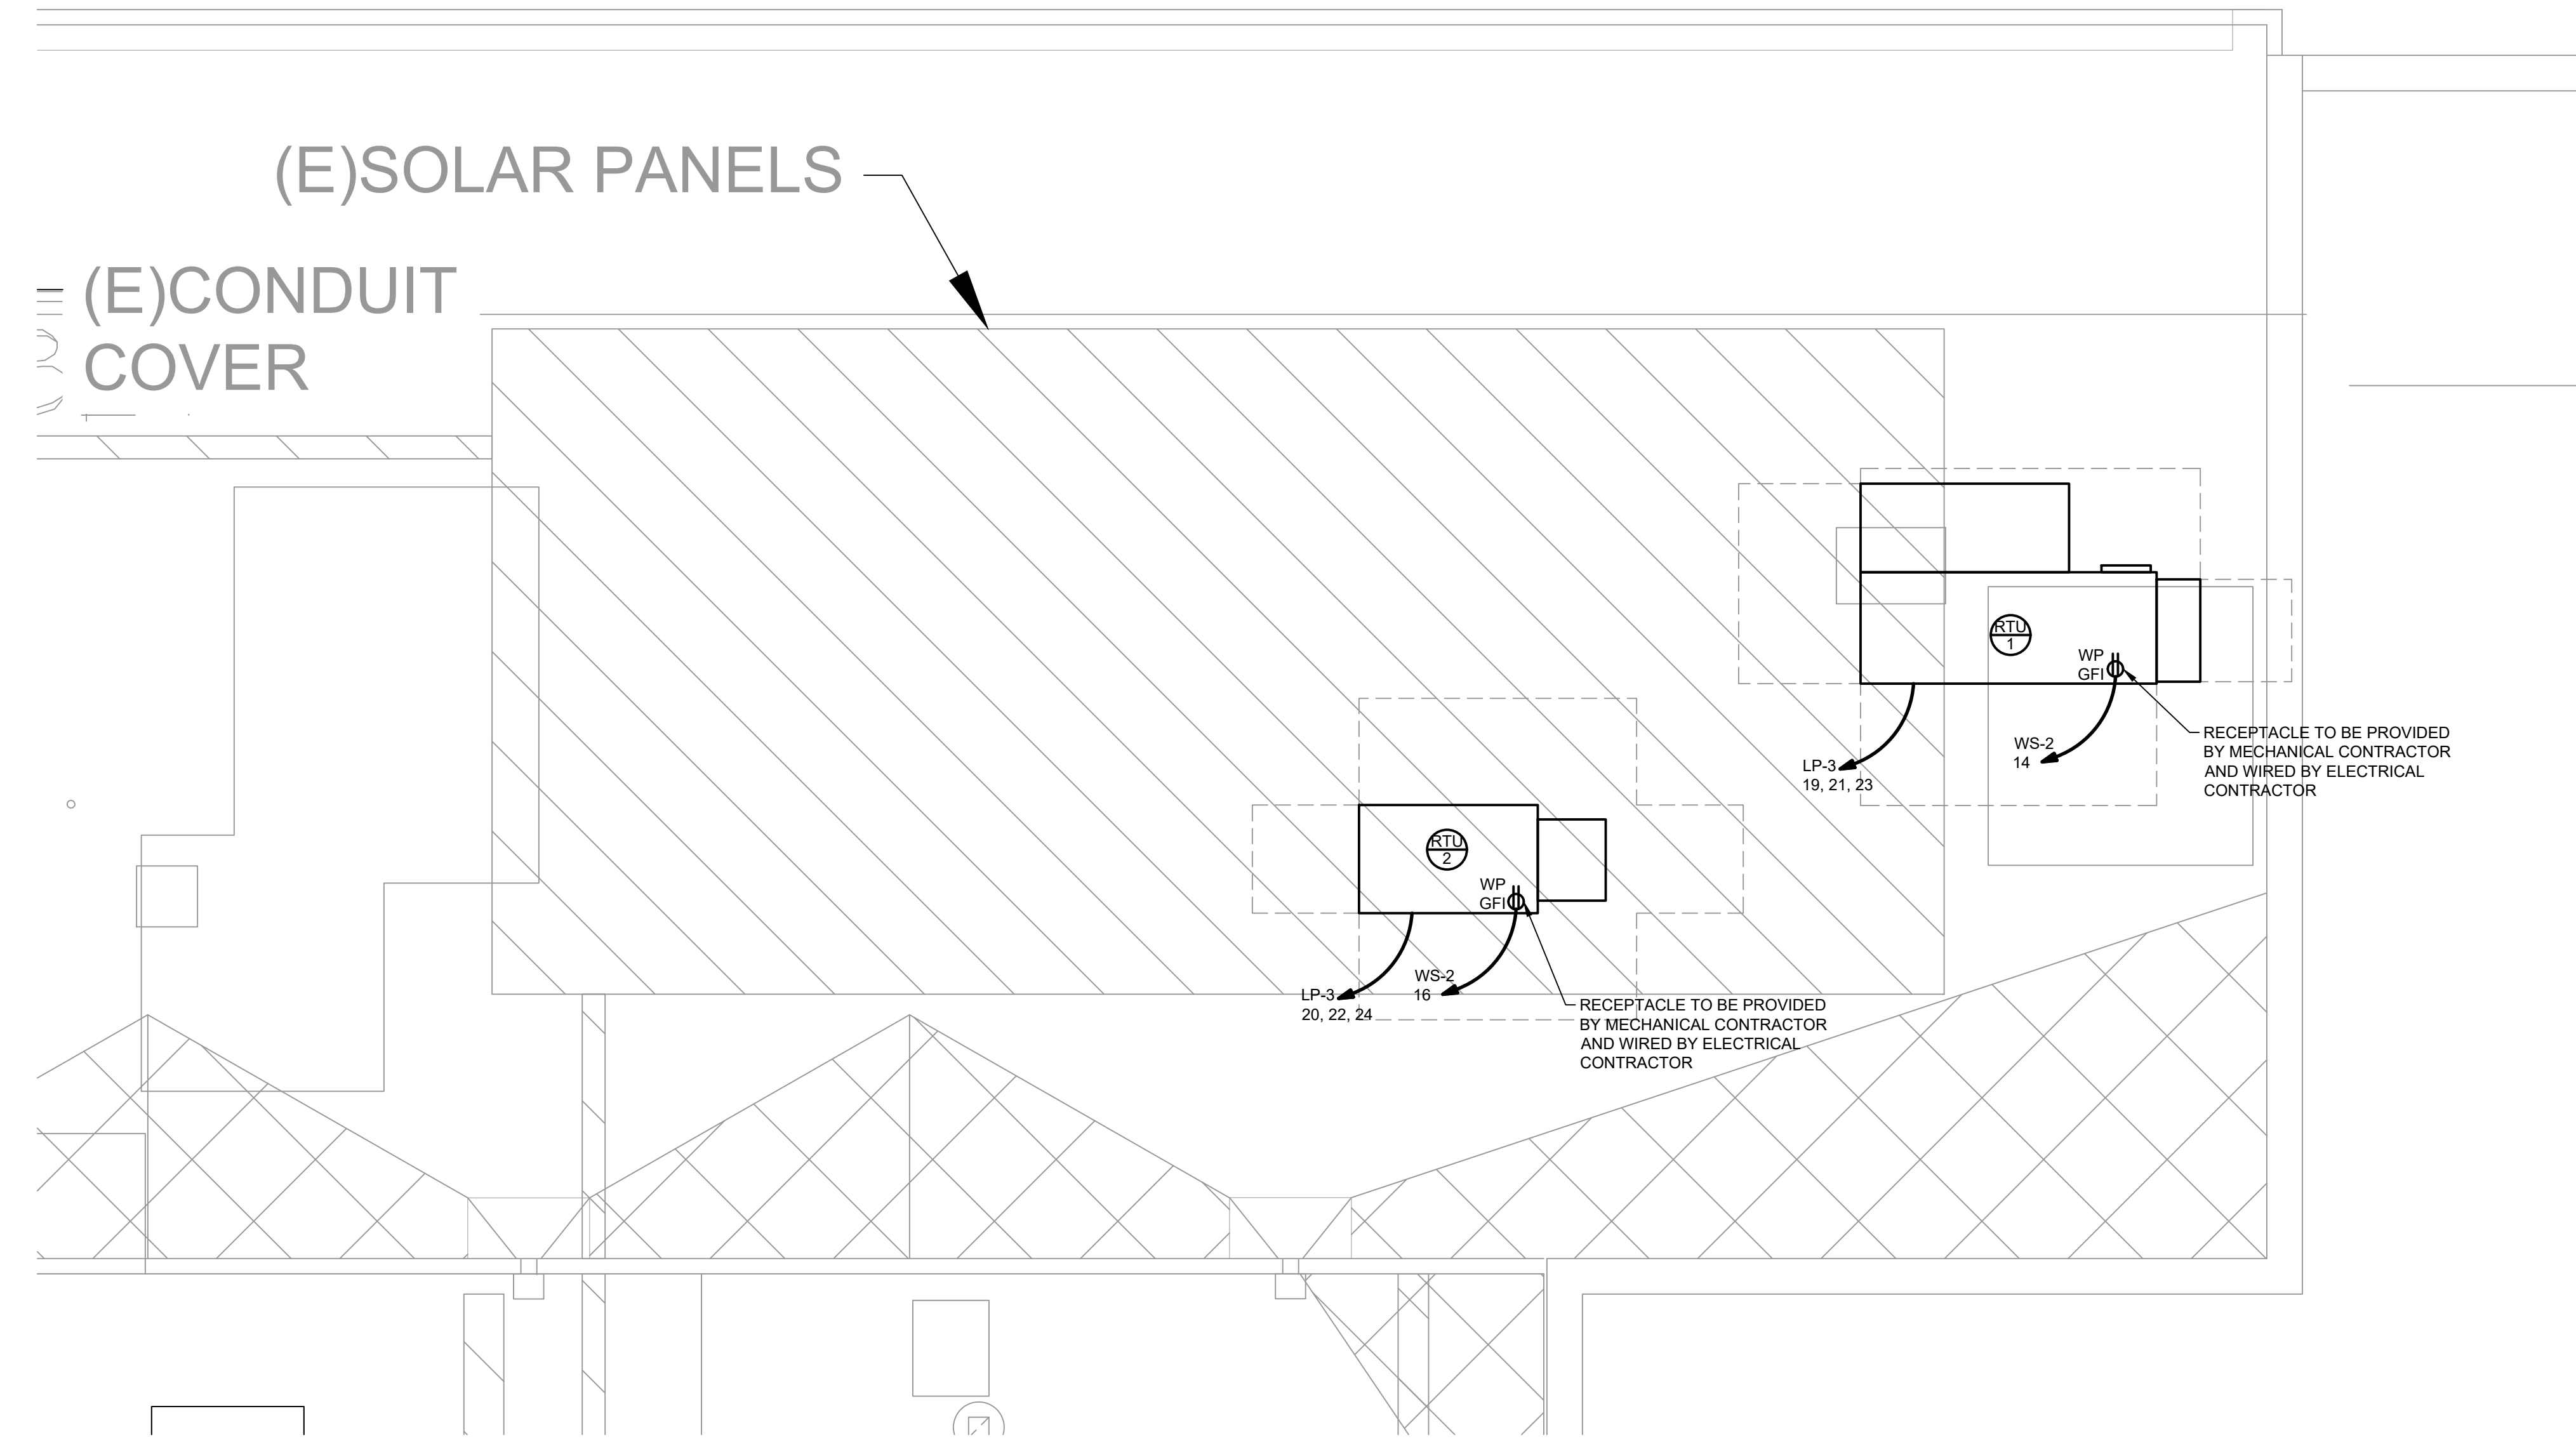 (E)SOLAR PANELS
(E)CONDUIT
COVER
RTU
1
WP
GFI
WS-2
14
LP-3
19, 21, 23
RECEPTACLE TO BE PROVIDED
BY MECHANICAL CONTRACTOR
AND WIRED BY ELECTRICAL
CONTRACTOR
RTU
2
WP
GFI
WS-2
16
LP-3
20, 22, 24
RECEPTACLE TO BE PROVIDED
BY MECHANICAL CONTRACTOR
AND WIRED BY ELECTRICAL
CONTRACTOR